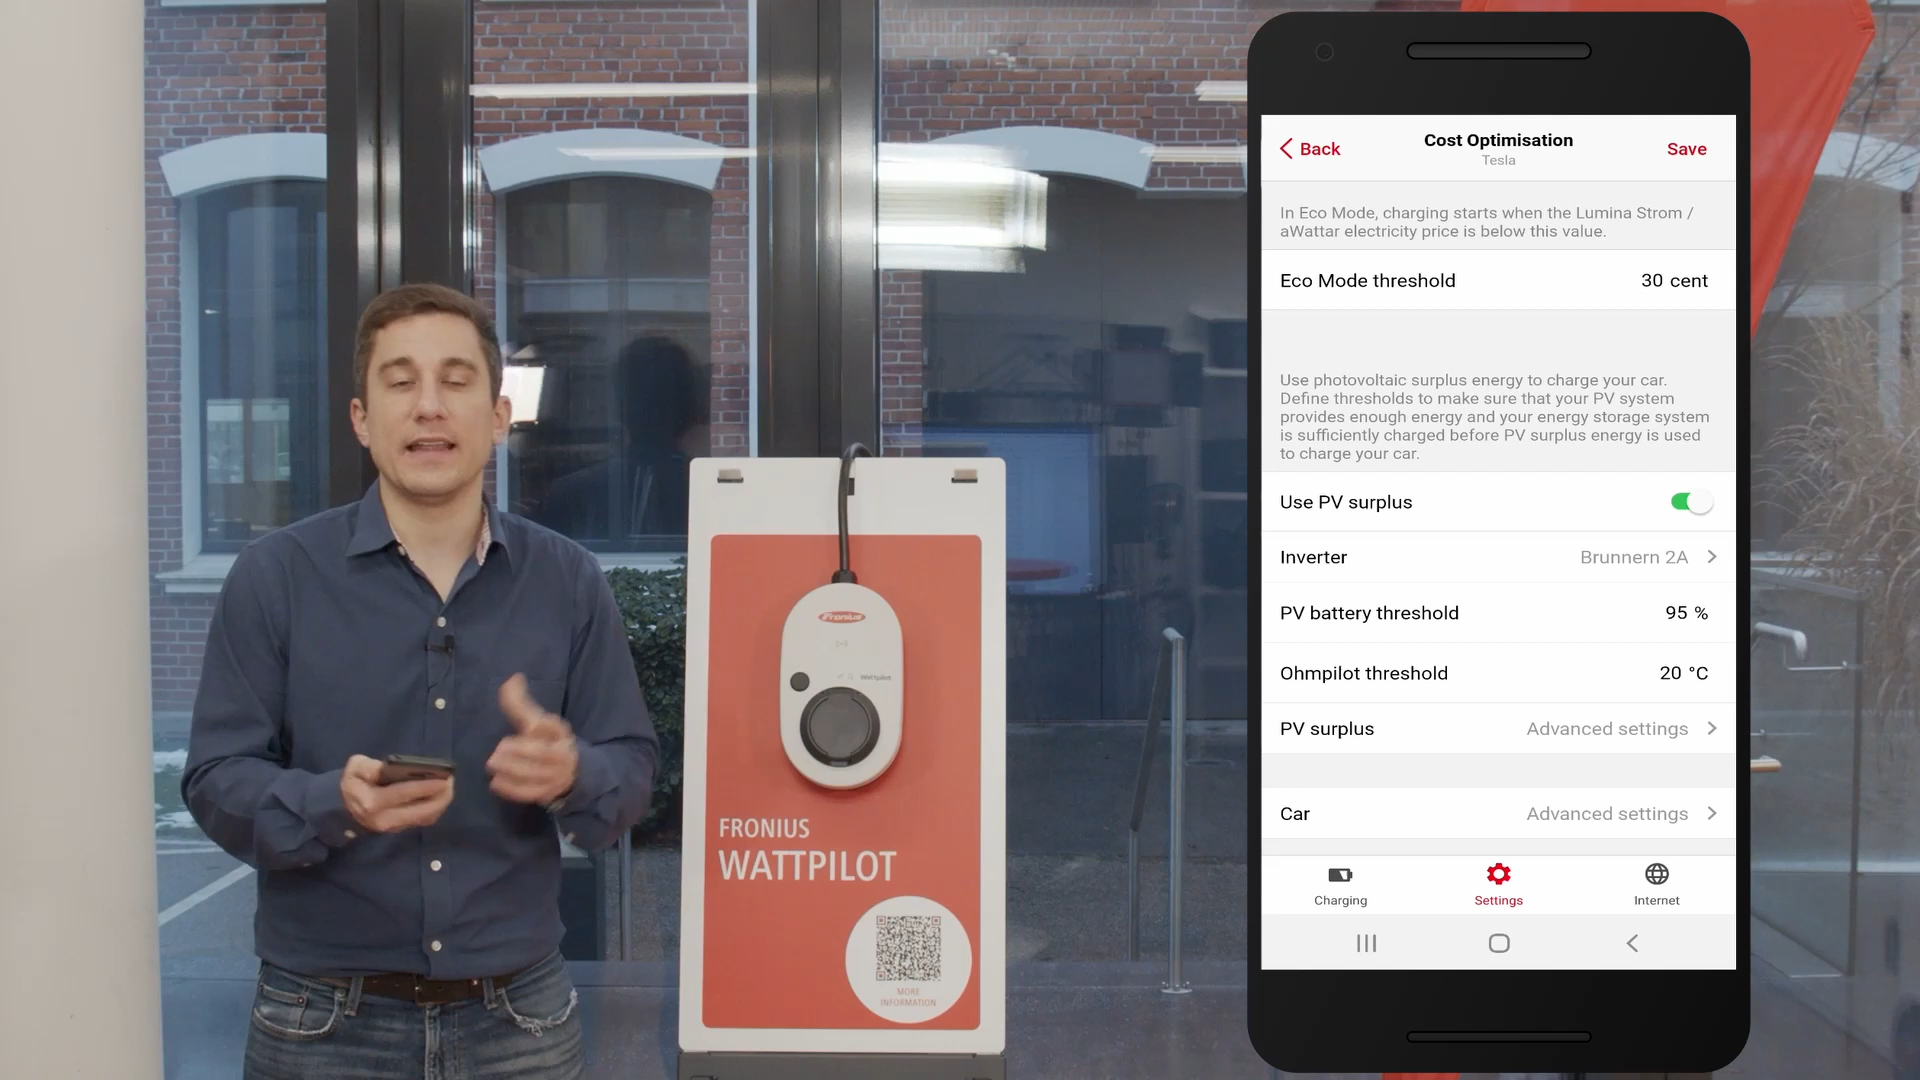 Back
Cost Optimisation
Tesla
Save
In Eco Mode, charging starts when the Lumina Strom /
aWattar electricity price is below this value.
Eco Mode threshold 30 cent
Use photovoltaic surplus energy to charge your car.
Define thresholds to make sure that your PV system
provides enough energy and your energy storage system
is sufficiently charged before PV surplus energy is used
to charge your car.
Use PV surplus
Inverter Brunnern 2A
PV battery threshold 95 %
Ohmpilot threshold 20 °C
PV surplus Advanced settings
Car Advanced settings
Charging
Settings
Internet
Fronius
Wattpilot
FRONIUS
WATTPILOT
MORE
INFORMATION